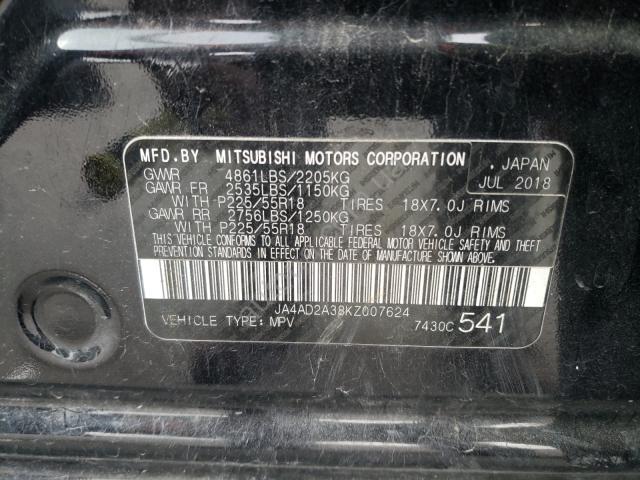 MFD.BY MITSUBISHI MOTORS CORPORATION , JAPAN
GVWR 4861LBS/2205KG JUL 2018
GAWR FR 2535LBS/1150KG
WITH P225/55R18 TIRES 18X7.0J RIMS
GAWR RR 2756LBS/1250KG
WITH P225/55R18 TIRES 18X7.0J RIMS
THIS VEHICLE CONFORMS TO ALL APPLICABLE FEDERAL MOTOR VEHICLE SAFETY AND THEFT
PREVENTION STANDARDS IN EFFECT ON THE DATE OF MANUFACTURE SHOWN ABOVE.
JA4AD2A38KZ007624
VEHICLE TYPE: MPV 7430C 541